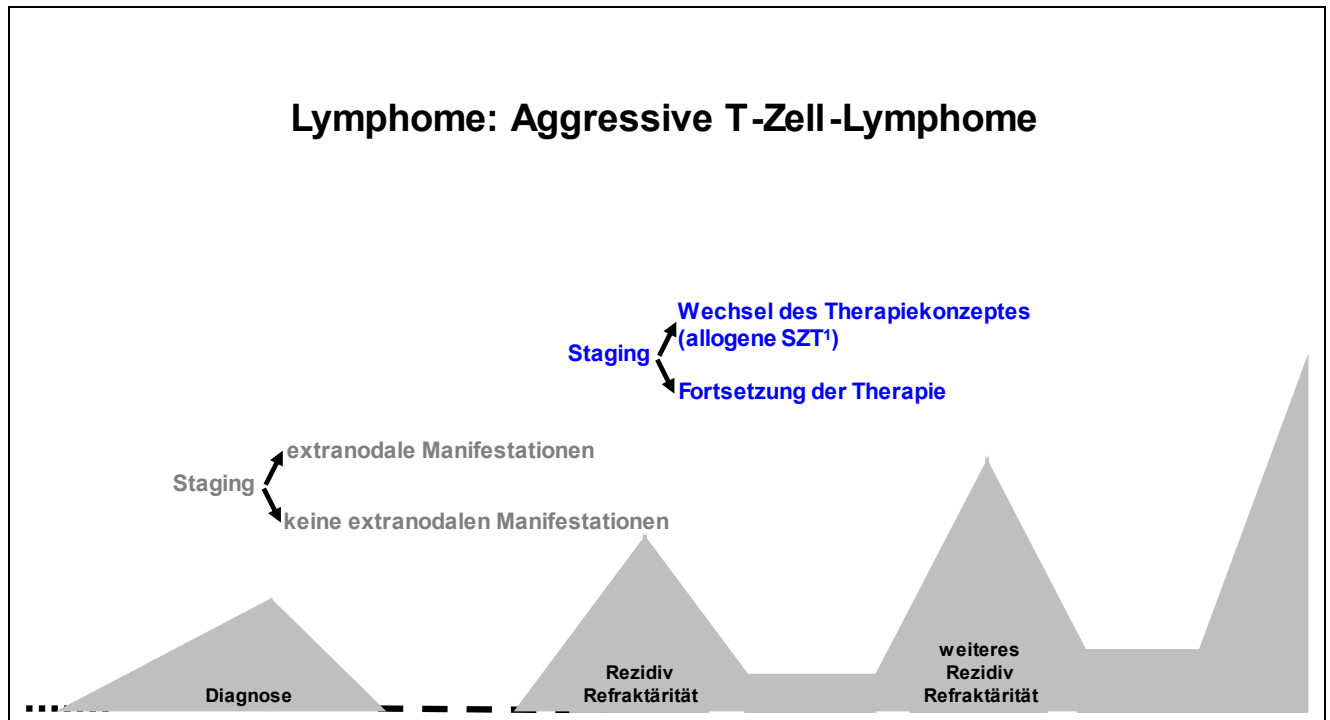 Lymphome: Aggressive T-Zell-Lymphome
Wechsel des Therapiekonzeptes
(allogene SZT¹)
Staging
Fortsetzung der Therapie
extranodale Manifestationen
Staging
keine extranodalen Manifestationen
Diagnose
Rezidiv
Refraktärität
weiteres
Rezidiv
Refraktärität